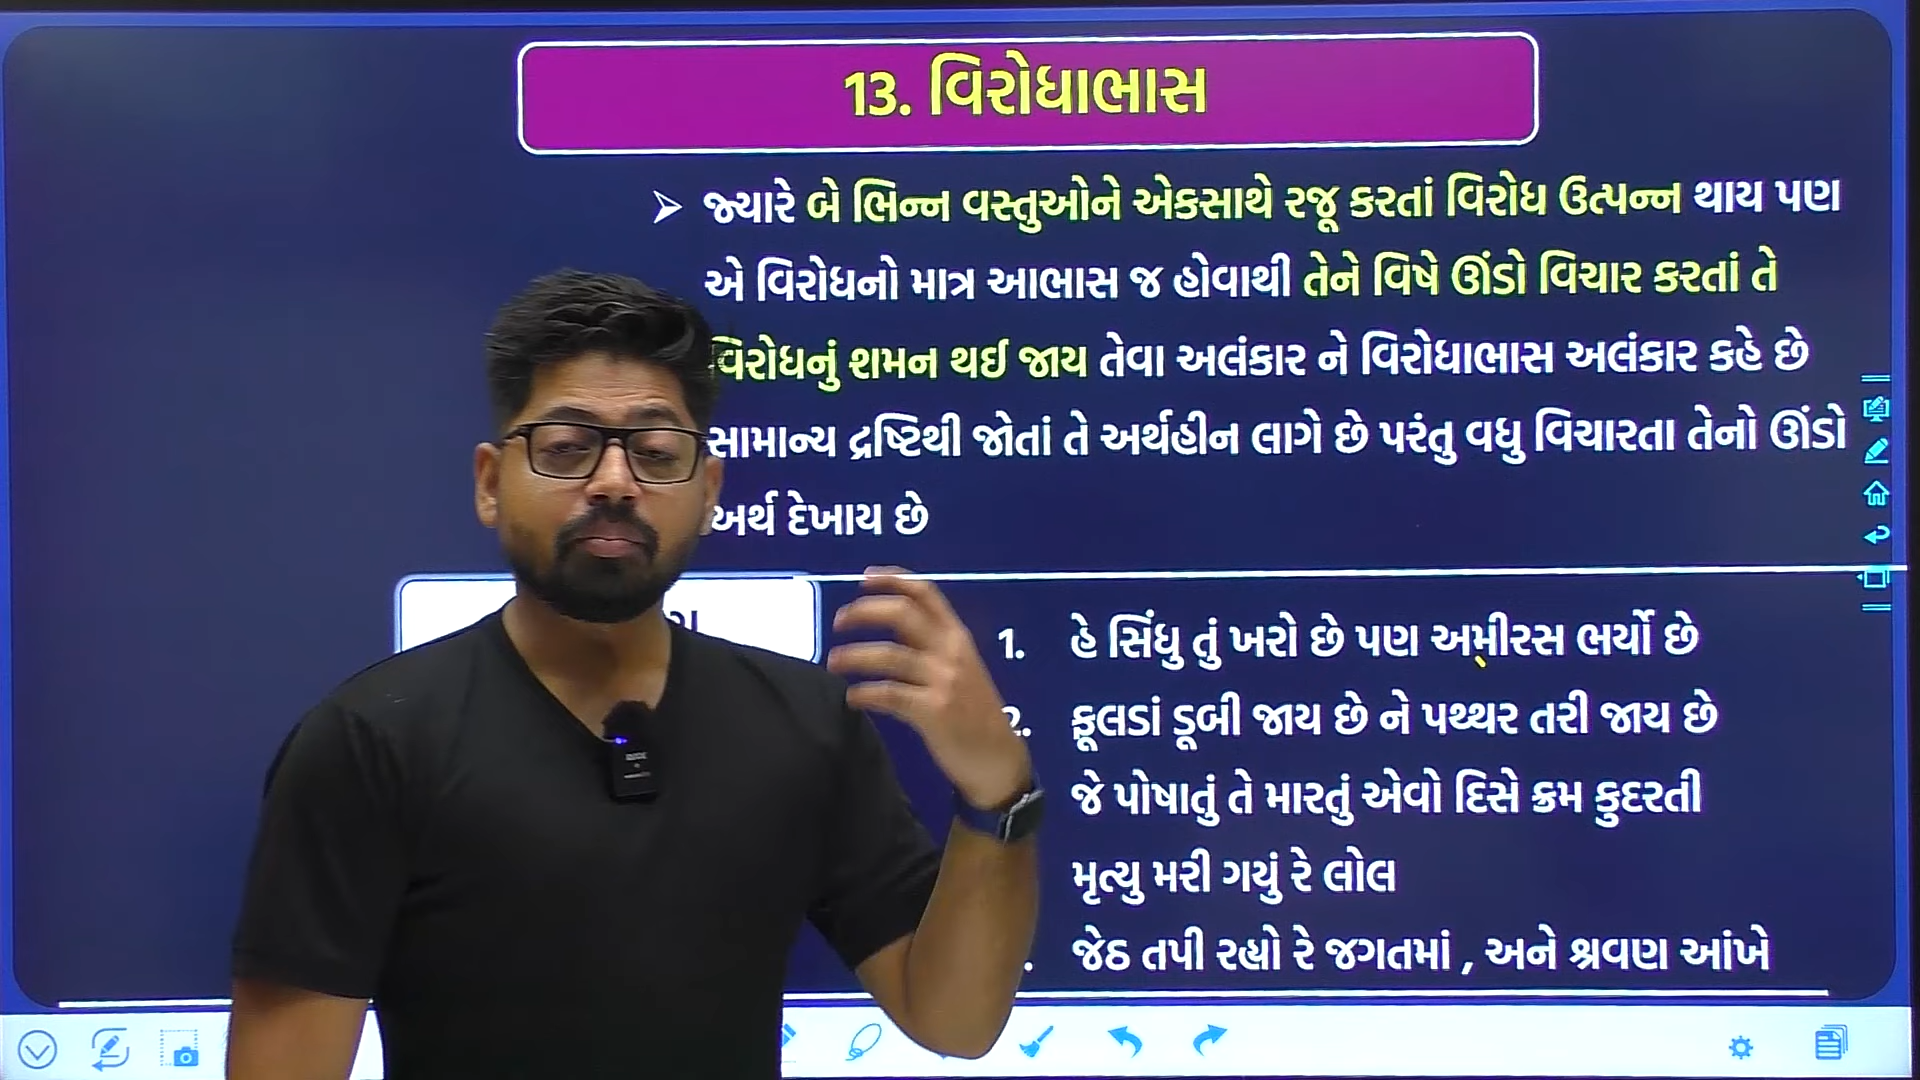 13. વિરોધાભાસ
➢ જ્યારે બે ભિન્ન વસ્તુઓને એકસાથે રજૂ કરતાં વિરોધ ઉત્પન્ન થાય પણ
એ વિરોધનો માત્ર આભાસ જ હોવાથી તેને વિષે ઊંડો વિચાર કરતાં તે
વિરોધનું શમન થઈ જાય તેવા અલંકાર ને વિરોધાભાસ અલંકાર કહે છે
સામાન્ય દ્રષ્ટિથી જોતાં તે અર્થહીન લાગે છે પરંતુ વધુ વિચારતા તેનો ઊંડો
અર્થ દેખાય છે
1. હે સિંધુ તું ખરો છે પણ અમીરસ ભર્યો છે
2. ફૂલડાં ડૂબી જાય છે ને પથ્થર તરી જાય છે
જે પોષાતું તે મારતું એવો દિસે ક્રમ કુદરતી
મૃત્યુ મરી ગયું રે લોલ
જેઠ તપી રહ્યો રે જગતમાં , અને શ્રવણ આંખે